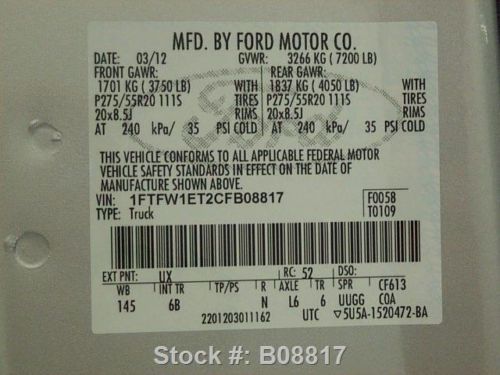 MFD. BY FORD MOTOR CO.
DATE: 03/12 GVWR: 3266 KG ( 7200 LB)
FRONT GAWR: REAR GAWR:
1701 KG ( 3750 LB) WITH 1837 KG ( 4050 LB) WITH
P275/55R20 111S TIRES P275/55R20 111S TIRES
20x8.5J RIMS 20x8.5J RIMS
AT 240 kPa/ 35 PSI COLD AT 240 kPa/ 35 PSI COLD
THIS VEHICLE CONFORMS TO ALL APPLICABLE FEDERAL MOTOR
VEHICLE SAFETY STANDARDS IN EFFECT ON THE DATE OF
MANUFACTURE SHOWN ABOVE.
VIN: 1FTFW1ET2CFB08817 F0058
TYPE: Truck T0109
EXT PNT: UX RC: 52 DSO:
WB INT TR TP/PS R AXLE TR SPR CF613
145 6B N L6 6 UUGG COA
2201203011162 UTC ▽5U5A-1520472-BA
Stock #: B08817